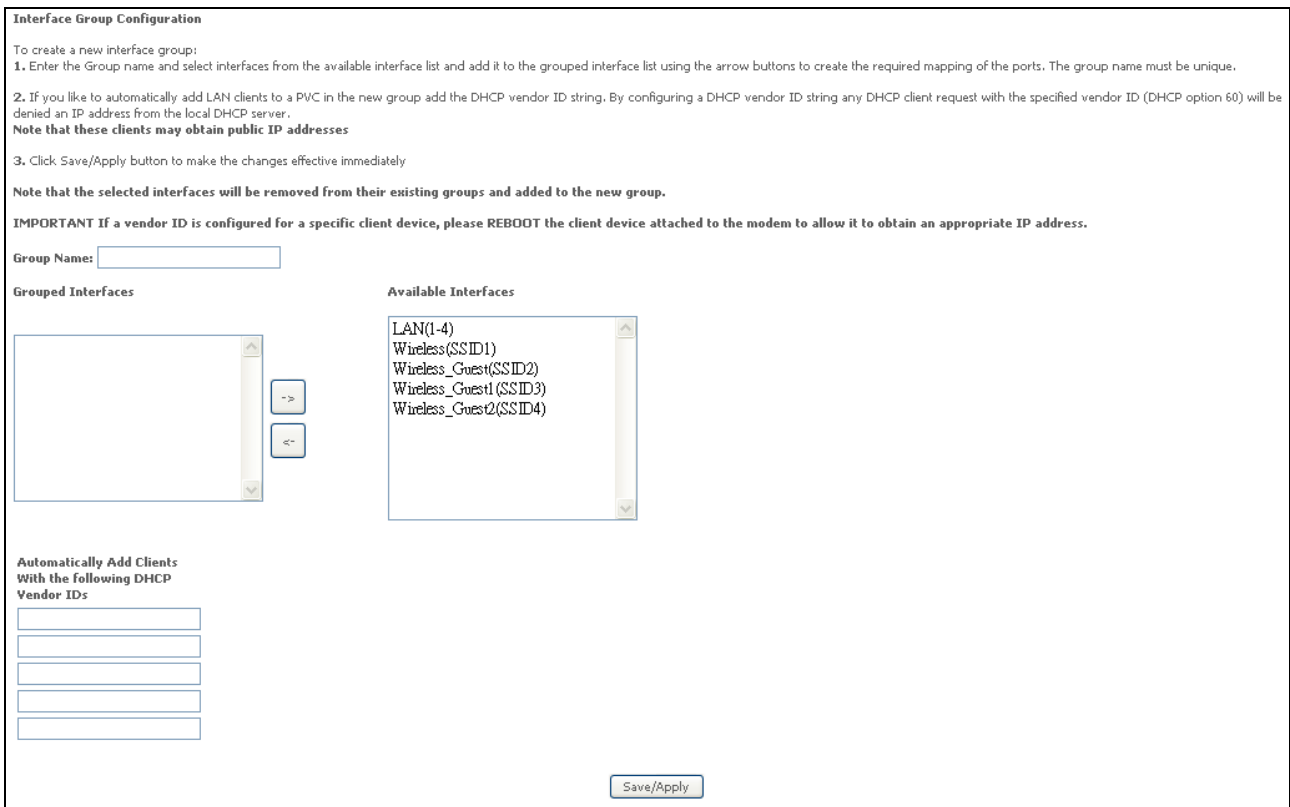 Interface Group Configuration
To create a new interface group:
1. Enter the Group name and select interfaces from the available interface list and add it to the grouped interface list using the arrow buttons to create the required mapping of the ports. The group name must be unique.
2. If you like to automatically add LAN clients to a PVC in the new group add the DHCP vendor ID string. By configuring a DHCP vendor ID string any DHCP client request with the specified vendor ID (DHCP option 60) will be
denied an IP address from the local DHCP server.
Note that these clients may obtain public IP addresses
3. Click Save/Apply button to make the changes effective immediately
Note that the selected interfaces will be removed from their existing groups and added to the new group.
IMPORTANT If a vendor ID is configured for a specific client device, please REBOOT the client device attached to the modem to allow it to obtain an appropriate IP address.
Group Name:
Grouped Interfaces
Available Interfaces
LAN(1-4)
Wireless(SSID1)
Wireless_Guest(SSID2)
Wireless_Guest1(SSID3)
Wireless_Guest2(SSID4)
->
<-
Automatically Add Clients
With the following DHCP
Vendor IDs
Save/Apply